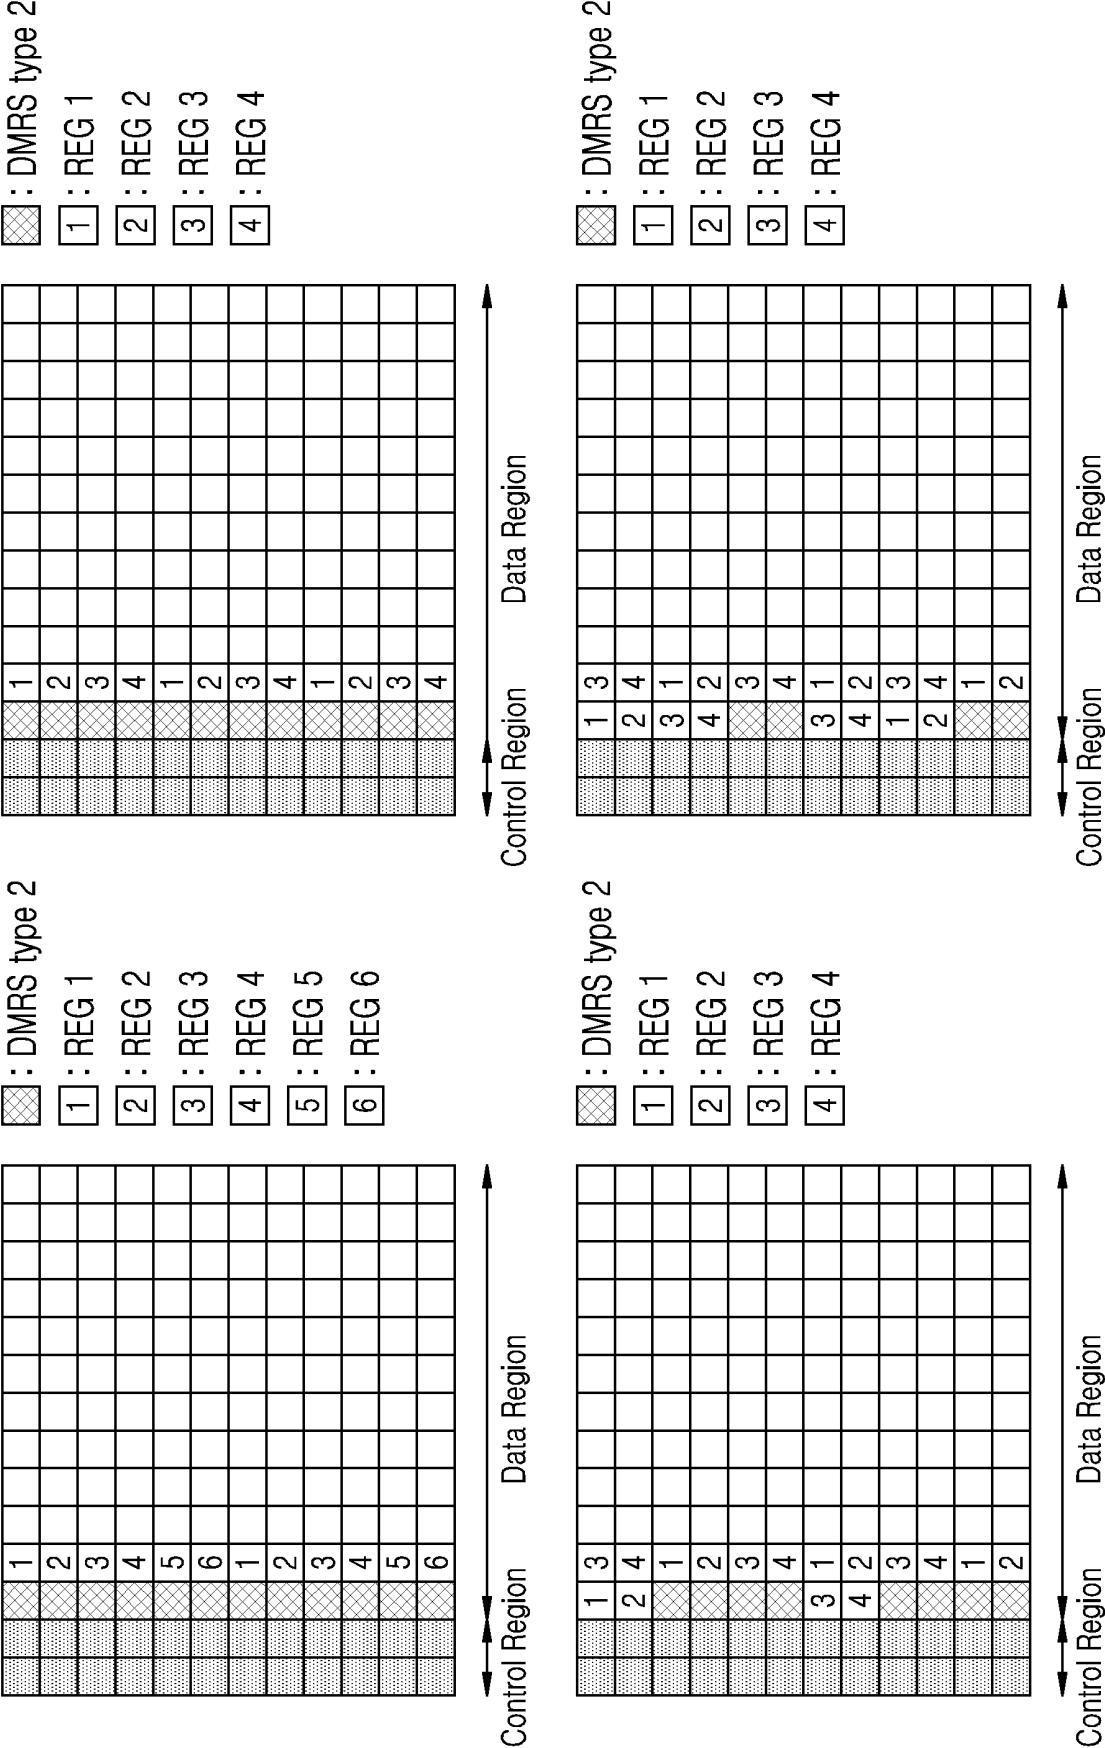 1
2
3
4
5
6
1
2
3
4
5
6
Control Region Data Region
: DMRS type 2
1 : REG 1
2 : REG 2
3 : REG 3
4 : REG 4
5 : REG 5
6 : REG 6
1
2
3
4
1
2
3
4
1
2
3
4
Control Region Data Region
: DMRS type 2
1 : REG 1
2 : REG 2
3 : REG 3
4 : REG 4
1 3
2 4
1
2
3
4
3 1
4 2
3
4
1
2
Control Region Data Region
: DMRS type 2
1 : REG 1
2 : REG 2
3 : REG 3
4 : REG 4
1 3
2 4
3 1
4 2
3
4
3 1
4 2
1 3
2 4
1
2
Control Region Data Region
: DMRS type 2
1 : REG 1
2 : REG 2
3 : REG 3
4 : REG 4